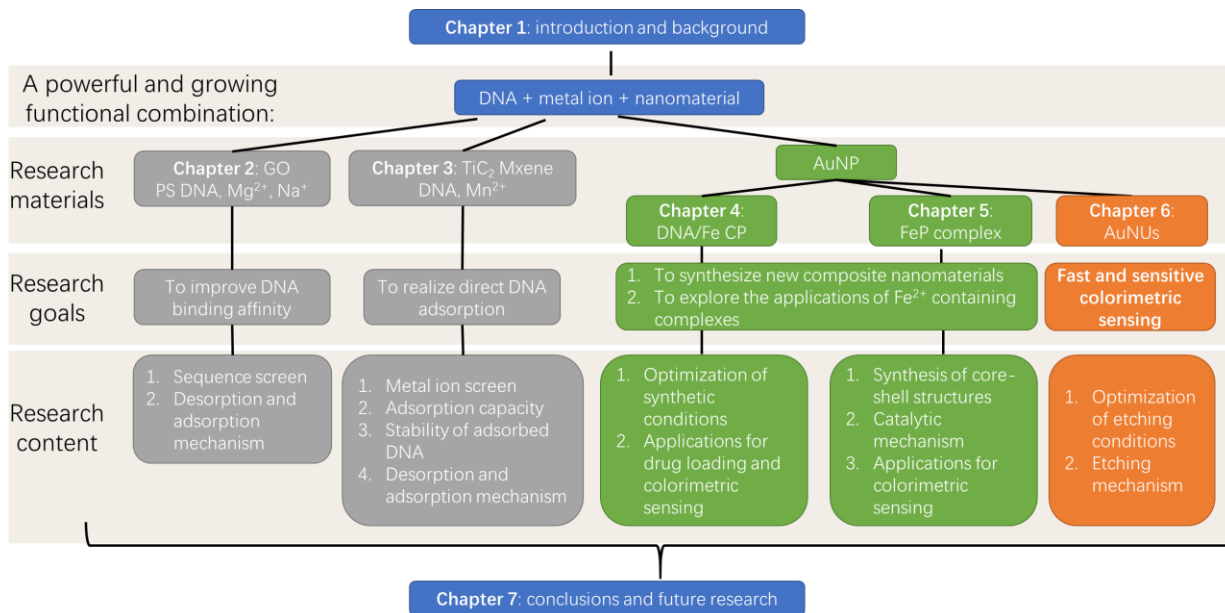 Chapter 1: introduction and background
A powerful and growing
functional combination:
DNA + metal ion + nanomaterial
Research
materials
Chapter 2: GO
PS DNA, Mg²⁺, Na⁺
Chapter 3: TiC₂ Mxene
DNA, Mn²⁺
AuNP
Chapter 4:
DNA/Fe CP
Chapter 5:
FeP complex
Chapter 6:
AuNUs
Research
goals
To improve DNA
binding affinity
To realize direct DNA
adsorption
1. To synthesize new composite nanomaterials
2. To explore the applications of Fe²⁺ containing
complexes
Fast and sensitive
colorimetric
sensing
Research
content
1. Sequence screen
2. Desorption and
adsorption
mechanism
1. Metal ion screen
2. Adsorption capacity
3. Stability of adsorbed
DNA
4. Desorption and
adsorption mechanism
1. Optimization of
synthetic
conditions
2. Applications for
drug loading and
colorimetric
sensing
1. Synthesis of core-
shell structures
2. Catalytic
mechanism
3. Applications for
colorimetric
sensing
1. Optimization
of etching
conditions
2. Etching
mechanism
Chapter 7: conclusions and future research